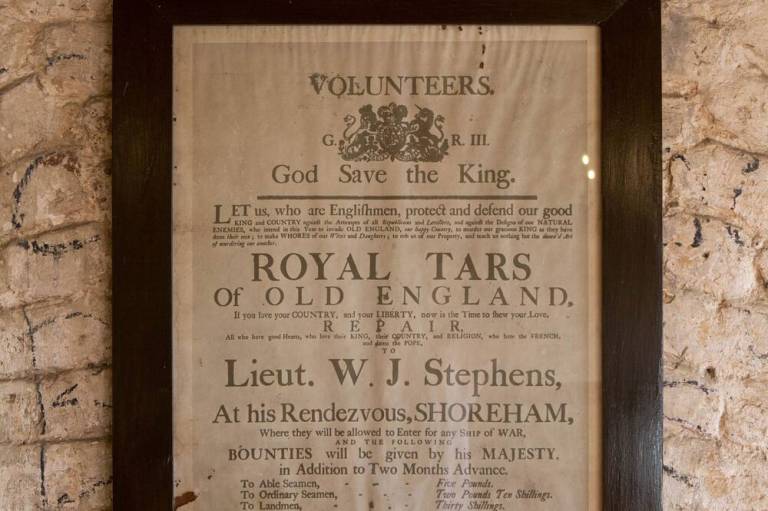 VOLUNTEERS.
G. R. III.
God Save the King.
LET us, who are Engliſhmen, protect and defend our good
KING and COUNTRY againſt the Attempts of all Republicans and Levellers, and againſt the Deſigns of our NATURAL
ENEMIES, who intend in this Year to invade OLD ENGLAND, our happy Country, to murder our gracious KING as they have
done their own; to make WHORES of our Wives and Daughters; to rob us of our Property, and teach us nothing but the damn'd Art
of murdering one another.
ROYAL TARS
Of OLD ENGLAND,
If you love your COUNTRY, and your LIBERTY, now is the Time to ſhew your Love.
REPAIR,
All who have good Hearts, who love their KING, their COUNTRY, and RELIGION, who hate the FRENCH,
and damn the POPE,
TO
Lieut. W. J. Stephens,
At his Rendezvous, SHOREHAM,
Where they will be allowed to Enter for any SHIP of WAR,
AND THE FOLLOWING
BOUNTIES will be given by his MAJESTY,
in Addition to Two Months Advance.
To Able Seamen, - - - Five Pounds.
To Ordinary Seamen, - - - Two Pounds Ten Shillings.
To Landmen, - - - Thirty Shillings.